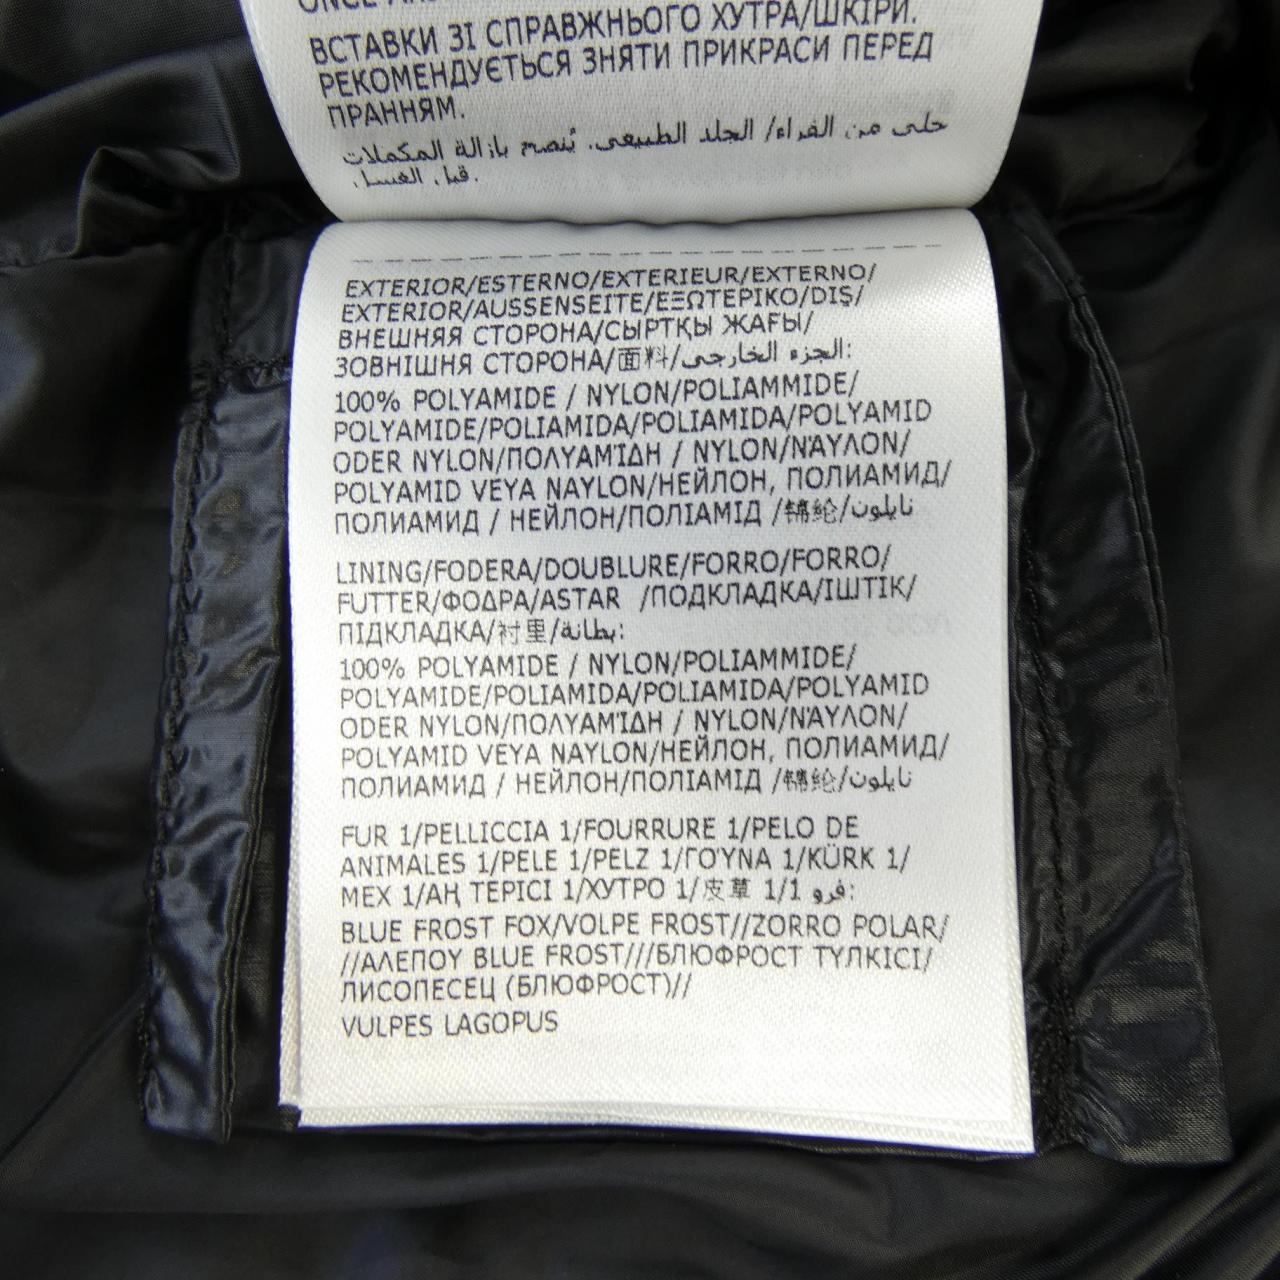 ONCE
ВСТАВКИ ЗІ СПРАВЖНЬОГО ХУТРА/ШКІРИ.
РЕКОМЕНДУЄТЬСЯ ЗНЯТИ ПРИКРАСИ ПЕРЕД
ПРАННЯМ.
حلى من الفراء/ الجلد الطبيعي. يُنصح بإزالة المكملات
قبل الغسل.
EXTERIOR/ESTERNO/EXTERIEUR/EXTERNO/
EXTERIOR/AUSSENSEITE/ΕΞΩΤΕΡΙΚΟ/DIŞ/
ВНЕШНЯЯ СТОРОНА/СЫРТҚЫ ЖАҒЫ/
ЗОВНІШНЯ СТОРОНА/面料/الجزء الخارجي:
100% POLYAMIDE / NYLON/POLIAMMIDE/
POLYAMIDE/POLIAMIDA/POLIAMIDA/POLYAMID
ODER NYLON/ΠΟΛΥΑΜΊΔΗ / NYLON/ΝΆΥΛΟΝ/
POLYAMID VEYA NAYLON/НЕЙЛОН, ПОЛИАМИД/
ПОЛИАМИД / НЕЙЛОН/ПОЛІАМІД /锦纶/نايلون
LINING/FODERA/DOUBLURE/FORRO/FORRO/
FUTTER/ΦΟΔΡΑ/ASTAR /ПОДКЛАДКА/ІШТІК/
ПІДКЛАДКА/衬里/بطانة:
100% POLYAMIDE / NYLON/POLIAMMIDE/
POLYAMIDE/POLIAMIDA/POLIAMIDA/POLYAMID
ODER NYLON/ΠΟΛΥΑΜΊΔΗ / NYLON/ΝΆΥΛΟΝ/
POLYAMID VEYA NAYLON/НЕЙЛОН, ПОЛИАМИД/
ПОЛИАМИД / НЕЙЛОН/ПОЛІАМІД /锦纶/نايلون
FUR 1/PELLICCIA 1/FOURRURE 1/PELO DE
ANIMALES 1/PELE 1/PELZ 1/ΓΟΎΝΑ 1/KÜRK 1/
МЕХ 1/АҢ ТЕРІСІ 1/ХУТРО 1/皮草 1/1 فرو:
BLUE FROST FOX/VOLPE FROST//ZORRO POLAR/
//ΑΛΕΠΟΥ BLUE FROST///БЛЮФРОСТ ТҮЛКІСІ/
ЛИСОПЕСЕЦ (БЛЮФРОСТ)//
VULPES LAGOPUS